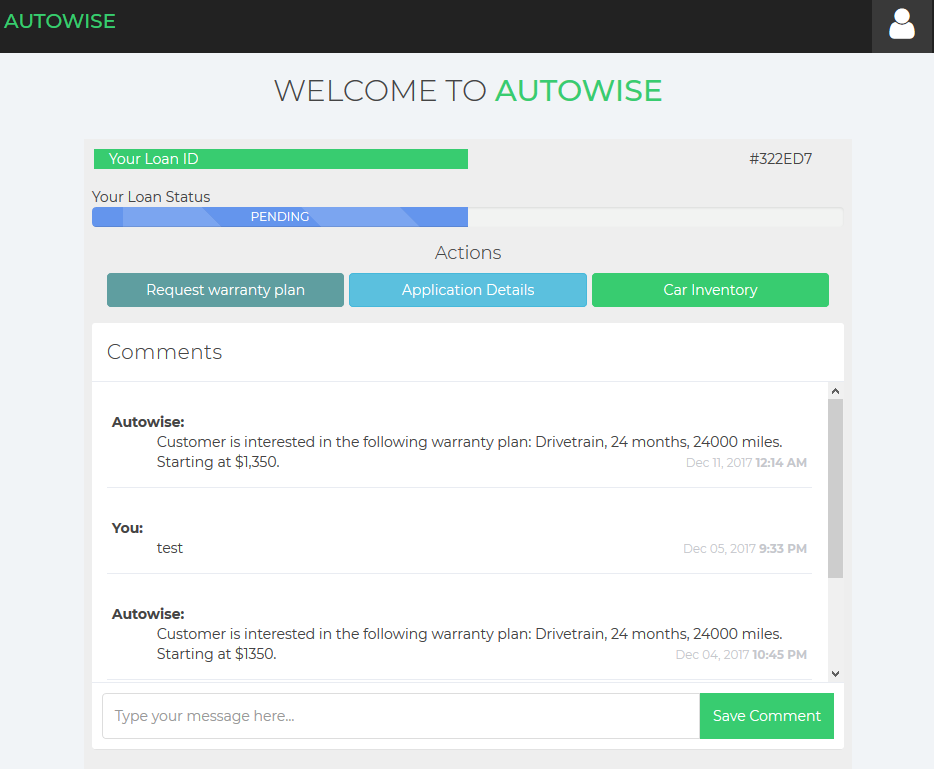 AUTOWISE
WELCOME TO AUTOWISE
Your Loan ID #322ED7
Your Loan Status
PENDING
Actions
Request warranty plan Application Details Car Inventory
Comments
Autowise:
Customer is interested in the following warranty plan: Drivetrain, 24 months, 24000 miles.
Starting at $1,350. Dec 11, 2017 12:14 AM
You:
test Dec 05, 2017 9:33 PM
Autowise:
Customer is interested in the following warranty plan: Drivetrain, 24 months, 24000 miles.
Starting at $1350. Dec 04, 2017 10:45 PM
Type your message here... Save Comment